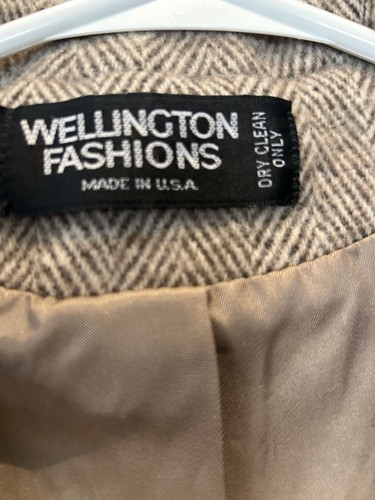 WELLINGTON
FASHIONS
MADE IN U.S.A.
DRY CLEAN
ONLY